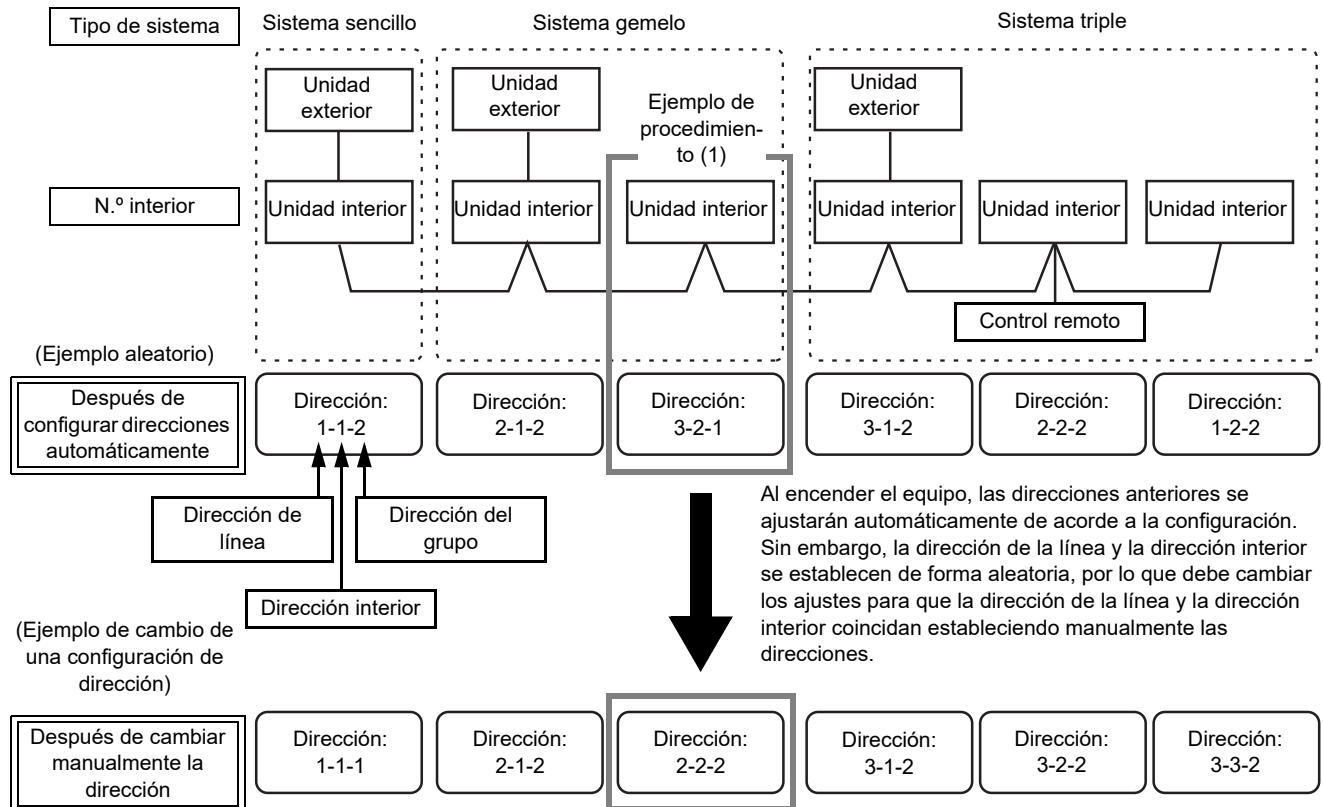 Tipo de sistema
Sistema sencillo
Sistema gemelo
Sistema triple
Unidad
exterior
Unidad
exterior
Ejemplo de
procedimien-
to (1)
Unidad
exterior
N.º interior
Unidad interior
Unidad interior
Unidad interior
Unidad interior
Unidad interior
Unidad interior
Control remoto
(Ejemplo aleatorio)
Después de
configurar direcciones
automáticamente
Dirección:
1-1-2
Dirección:
2-1-2
Dirección:
3-2-1
Dirección:
3-1-2
Dirección:
2-2-2
Dirección:
1-2-2
Dirección de
línea
Dirección del
grupo
Dirección interior
Al encender el equipo, las direcciones anteriores se
ajustarán automáticamente de acorde a la configuración.
Sin embargo, la dirección de la línea y la dirección interior
se establecen de forma aleatoria, por lo que debe cambiar
los ajustes para que la dirección de la línea y la dirección
interior coincidan estableciendo manualmente las
direcciones.
(Ejemplo de cambio de
una configuración de
dirección)
Después de cambiar
manualmente la
dirección
Dirección:
1-1-1
Dirección:
2-1-2
Dirección:
2-2-2
Dirección:
3-1-2
Dirección:
3-2-2
Dirección:
3-3-2